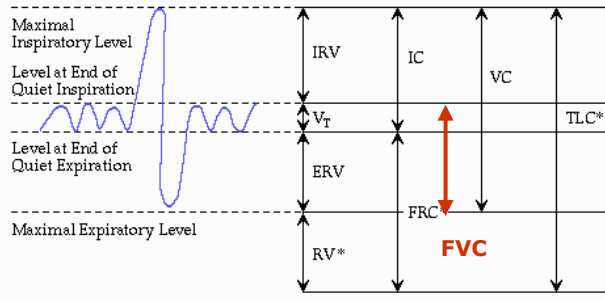 Maximal
Inspiratory Level
Level at End of
Quiet Inspiration
Level at End of
Quiet Expiration
Maximal Expiratory Level
IRV
IC
VC
VT
TLC*
ERV
FRC*
RV*
FVC